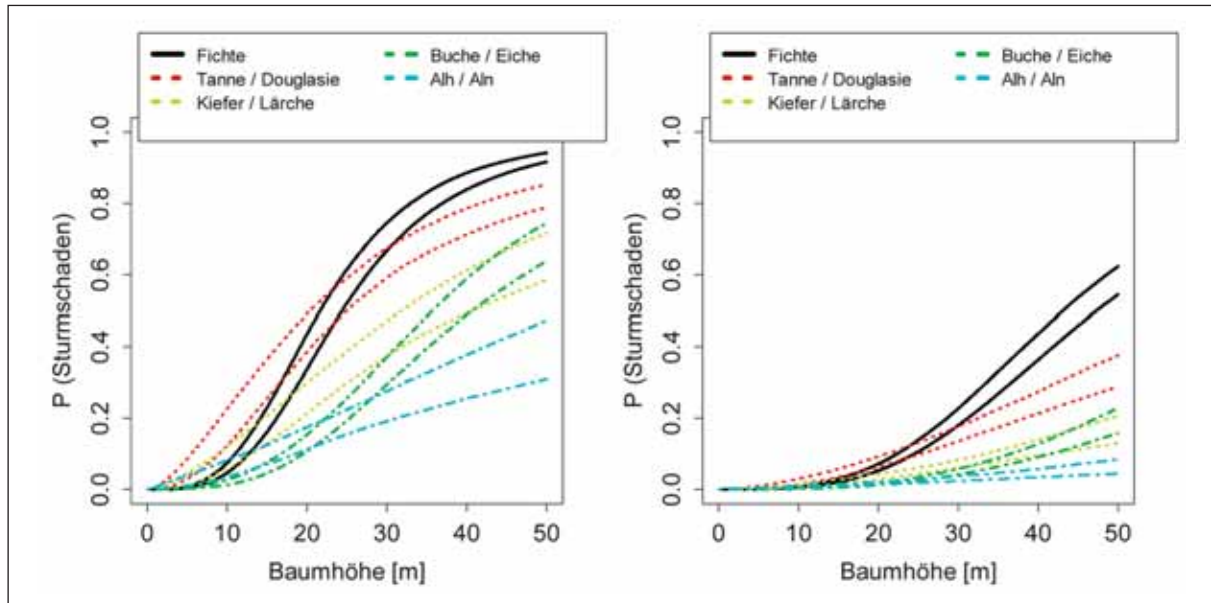 Fichte
Tanne / Douglasie
Kiefer / Lärche
Buche / Eiche
Alh / Aln
P (Sturmschaden)
1.0
0.8
0.6
0.4
0.2
0.0
0 10 20 30 40 50
Baumhöhe [m]
Fichte
Tanne / Douglasie
Kiefer / Lärche
Buche / Eiche
Alh / Aln
P (Sturmschaden)
1.0
0.8
0.6
0.4
0.2
0.0
0 10 20 30 40 50
Baumhöhe [m]